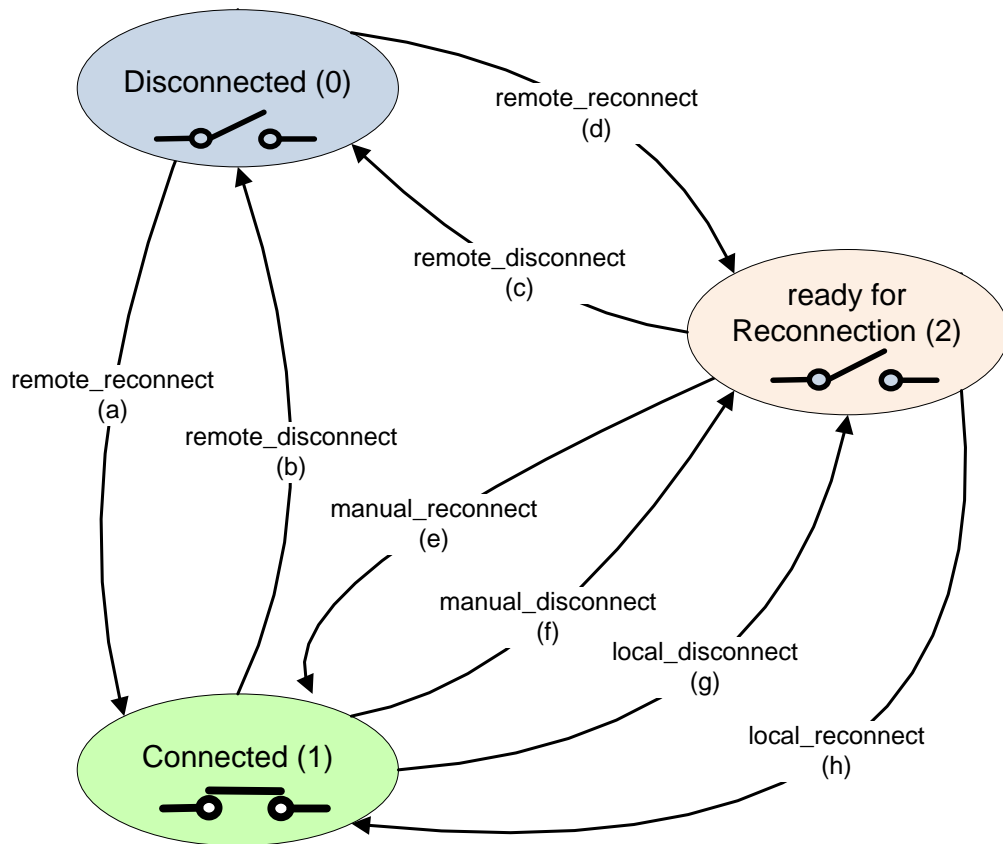 Disconnected (0)
remote_reconnect
(d)
remote_disconnect
(c)
ready for
Reconnection (2)
remote_reconnect
(a)
remote_disconnect
(b)
manual_reconnect
(e)
manual_disconnect
(f)
local_disconnect
(g)
local_reconnect
(h)
Connected (1)